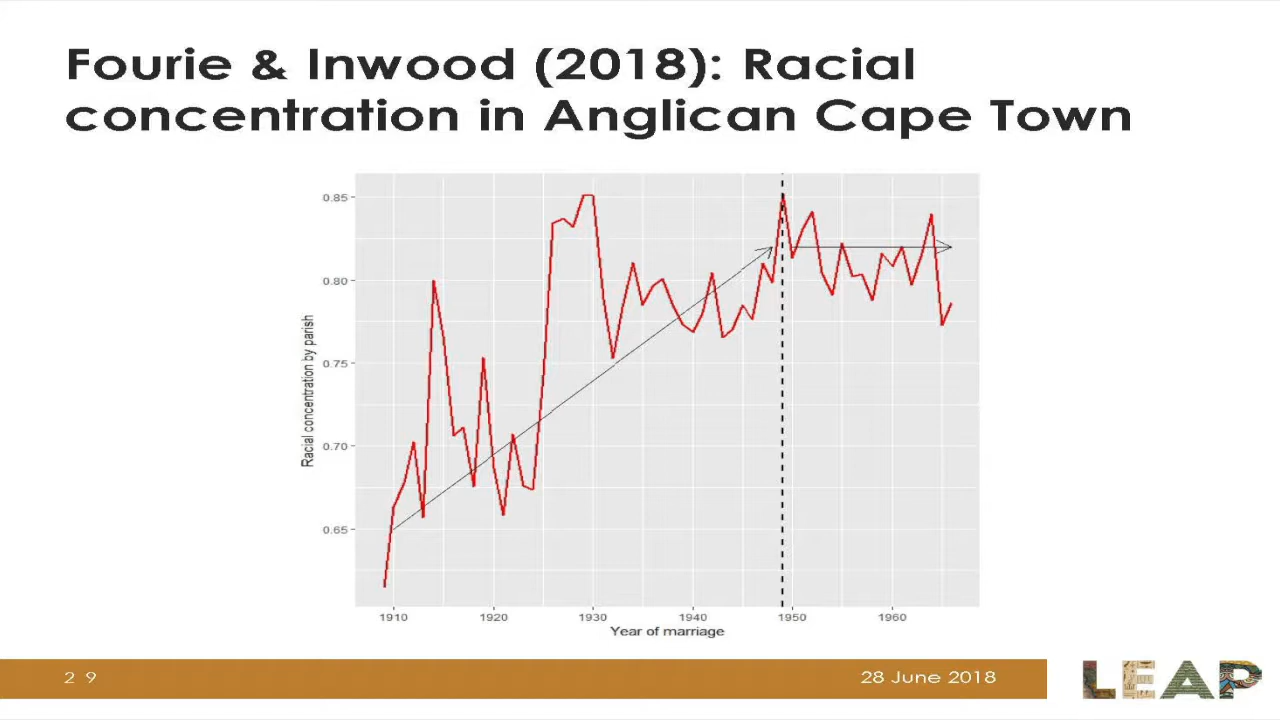 Fourie & Inwood (2018): Racial
concentration in Anglican Cape Town
Racial concentration by parish
0.85
0.80
0.75
0.70
0.65
1910 1920 1930 1940 1950 1960
Year of marriage
2 9
28 June 2018
LEAP